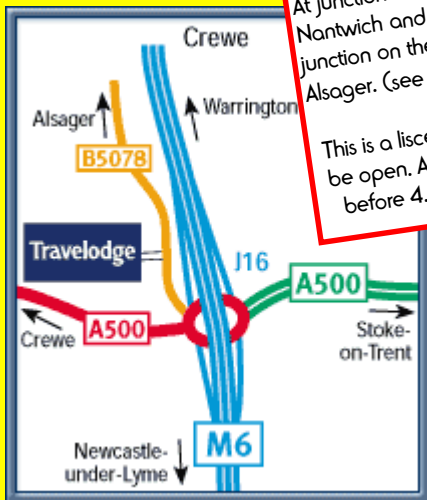 At junction
Nantwich and
junction on the
Alsager. (see
This is a lisce
be open. A
before 4.
Crewe
Alsager
Warrington
B5078
Travelodge
J16
A500
A500
Crewe
Stoke-
on-Trent
M6
Newcastle-
under-Lyme